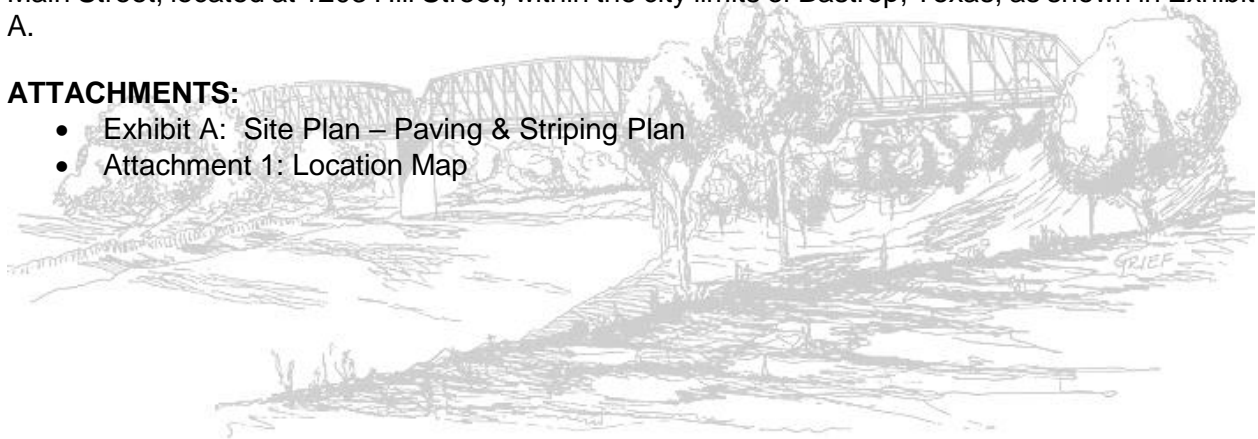 Main Street, located at 1208 Hill Street, within the city limits of Bastrop, Texas, as shown in Exhibit
A.
ATTACHMENTS:
• Exhibit A: Site Plan – Paving & Striping Plan
• Attachment 1: Location Map
GRIEF